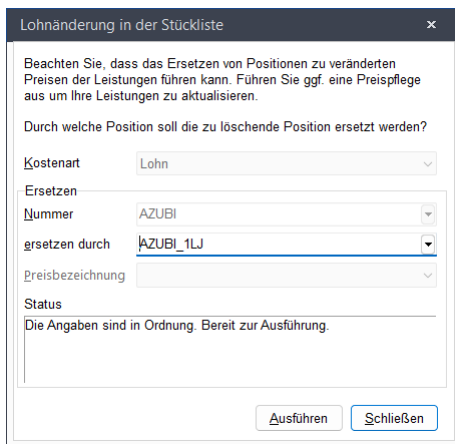 Lohnänderung in der Stückliste
Beachten Sie, dass das Ersetzen von Positionen zu veränderten
Preisen der Leistungen führen kann. Führen Sie ggf. eine Preispflege
aus um Ihre Leistungen zu aktualisieren.
Durch welche Position soll die zu löschende Position ersetzt werden?
Kostenart Lohn
Ersetzen
Nummer AZUBI
ersetzen durch AZUBI_1LJ
Preisbezeichnung
Status
Die Angaben sind in Ordnung. Bereit zur Ausführung.
Ausführen Schließen